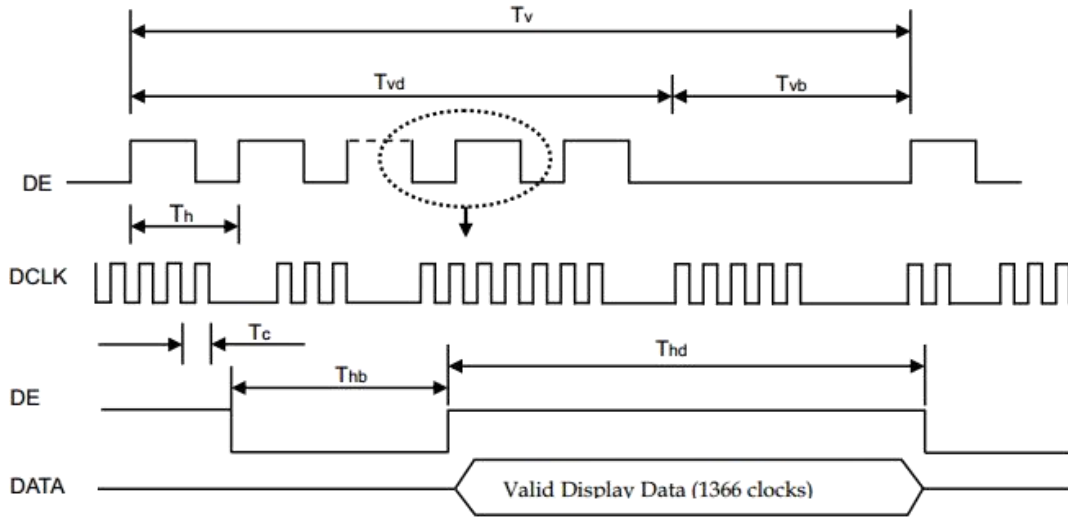 Tv
Tvd
Tvb
DE
Th
DCLK
Tc
Thd
Thb
DE
DATA
Valid Display Data (1366 clocks)